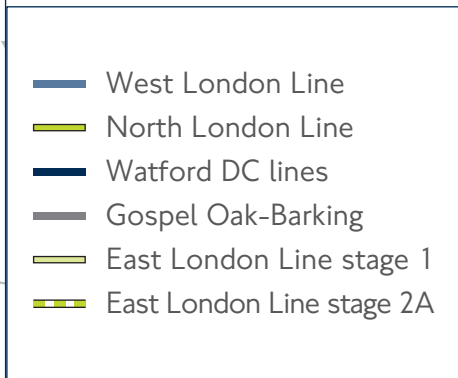 West London Line
North London Line
Watford DC lines
Gospel Oak-Barking
East London Line stage 1
East London Line stage 2A